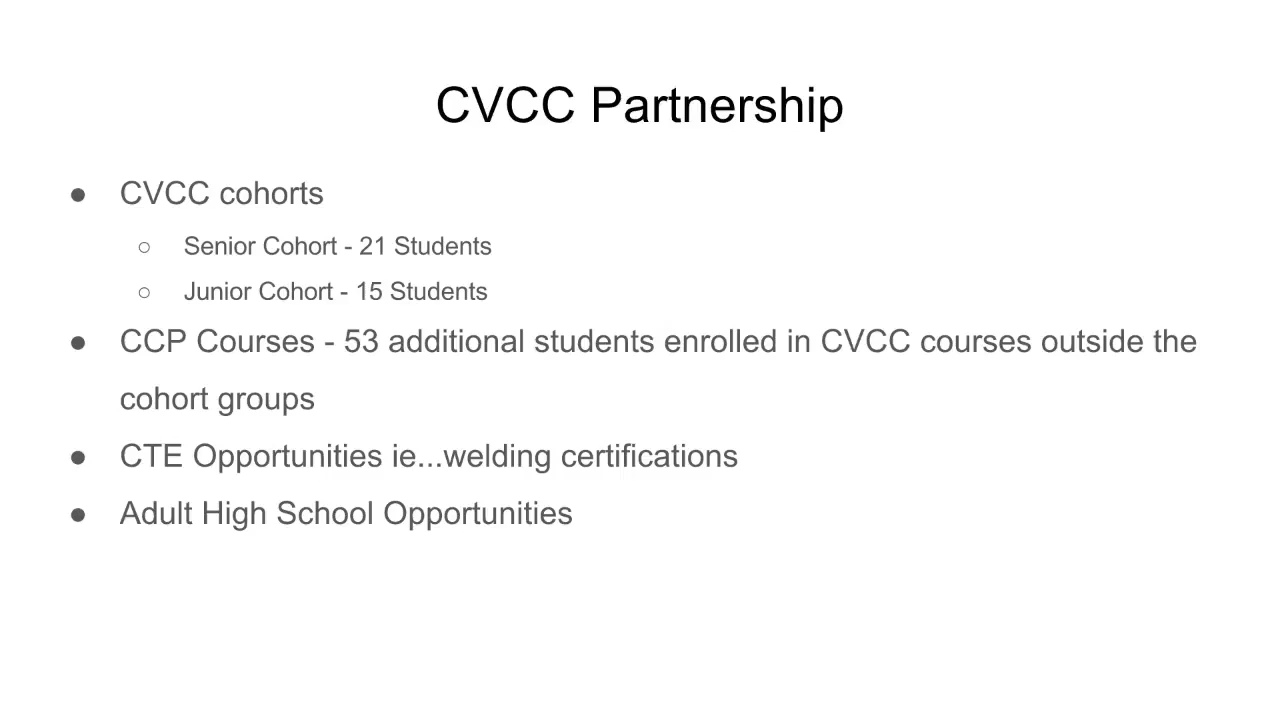 CVCC Partnership
● CVCC cohorts
○ Senior Cohort - 21 Students
○ Junior Cohort - 15 Students
● CCP Courses - 53 additional students enrolled in CVCC courses outside the
cohort groups
● CTE Opportunities ie...welding certifications
● Adult High School Opportunities